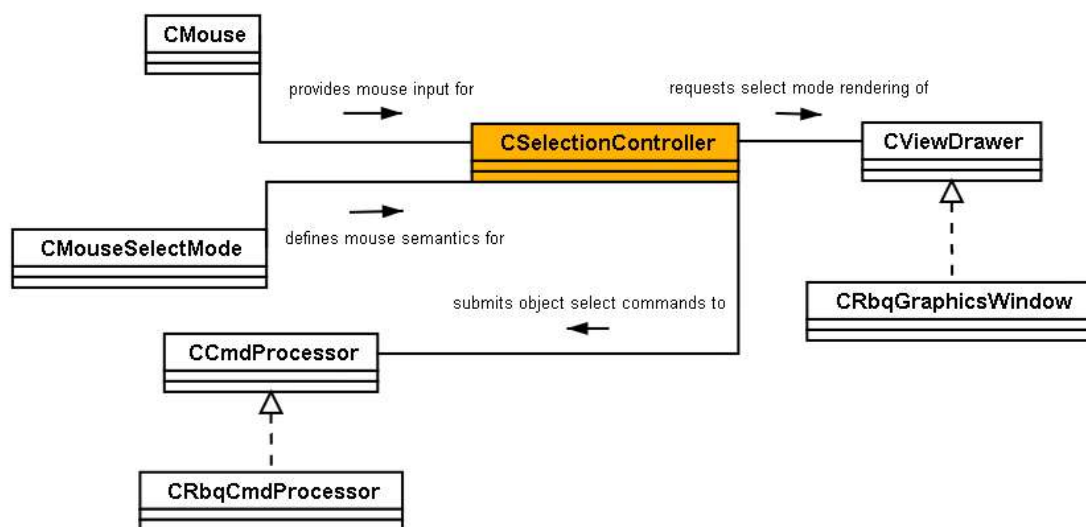 CMouse
provides mouse input for
requests select mode rendering of
CSelectionController
CViewDrawer
CMouseSelectMode
defines mouse semantics for
CRbqGraphicsWindow
submits object select commands to
CCmdProcessor
CRbqCmdProcessor